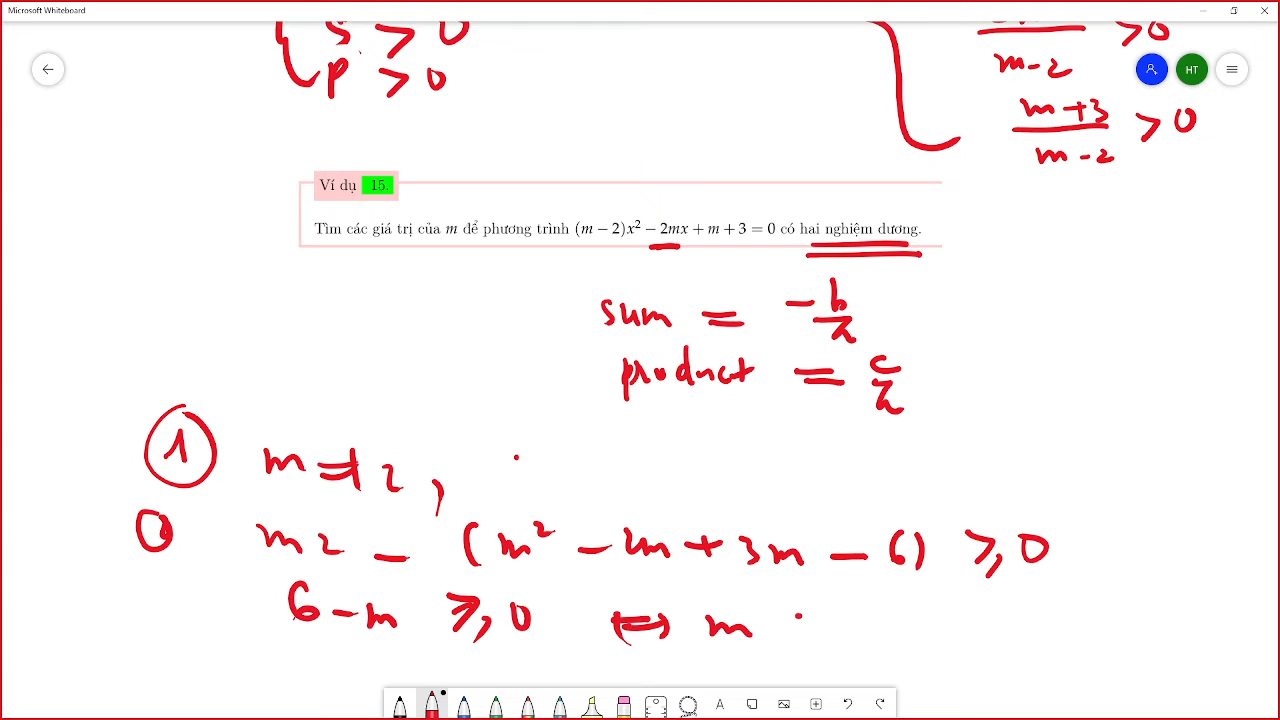 Microsoft Whiteboard
S > 0
> 0
m-2
p > 0
HT
m+3 > 0
m-2
Ví dụ 15.
Tìm các giá trị của m để phương trình (m − 2)x² − 2mx + m + 3 = 0 có hai nghiệm dương.
sum = -b/a
product = c/a
1 m ≠ 2,
m2 - (m² - 2m + 3m - 6) ≥ 0
6 - m ≥ 0 ⟷ m
A